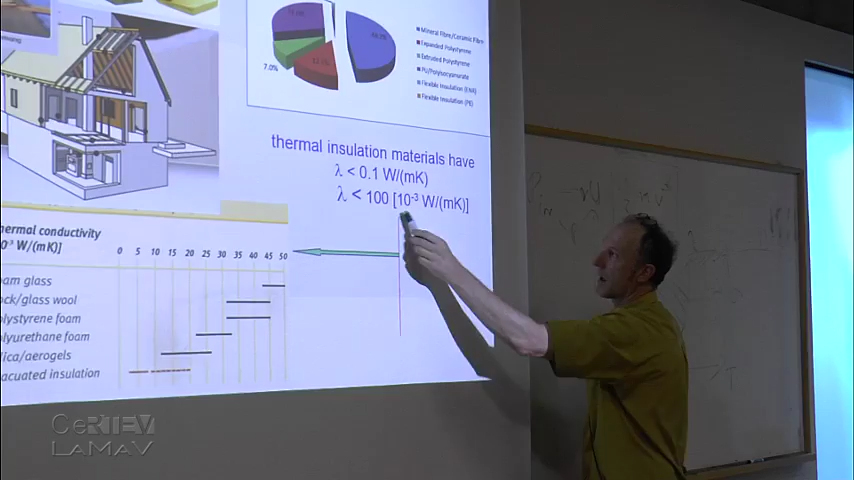 Mineral Fibre/Ceramic Fibre
Expanded Polystyrene
Extruded Polystyrene
PU/Polyisocyanurate
Flexible Insulation (ENA)
Flexible Insulation (PE)
7.0%
thermal insulation materials have
λ < 0.1 W/(mK)
λ < 100 [10⁻³ W/(mK)]
hermal conductivity
0⁻³ W/(mK)]
0 5 10 15 20 25 30 35 40 45 50
oam glass
ock/glass wool
olystyrene foam
olyurethane foam
lica/aerogels
acuated insulation
CeRTEV
LAMAV